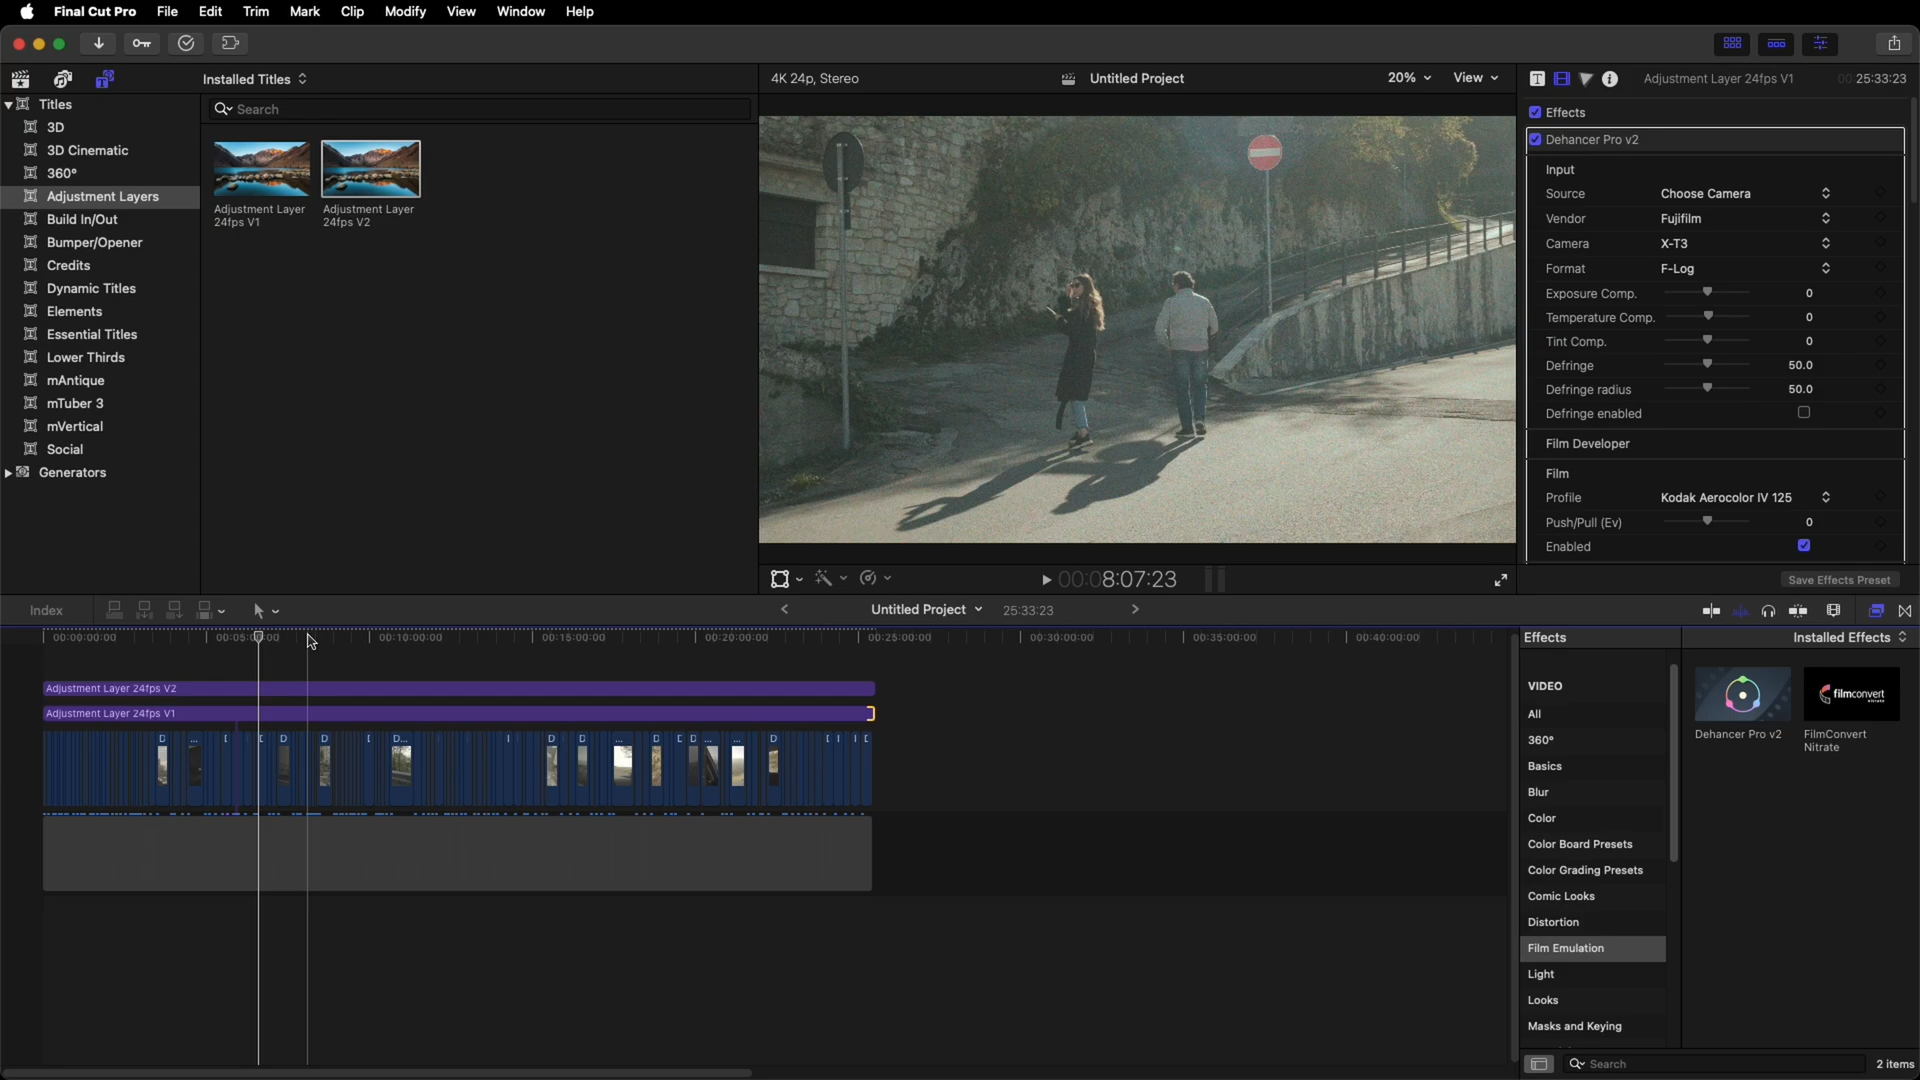 Final Cut Pro File Edit Trim Mark Clip Modify View Window Help
Installed Titles
4K 24p, Stereo
Untitled Project
20%
View
Adjustment Layer 24fps V1
00:25:33:23
Titles
3D
3D Cinematic
360°
Adjustment Layers
Build In/Out
Bumper/Opener
Credits
Dynamic Titles
Elements
Essential Titles
Lower Thirds
mAntique
mTuber 3
mVertical
Social
Generators
Search
Adjustment Layer
24fps V1
Adjustment Layer
24fps V2
00:08:07:23
Effects
Dehancer Pro v2
Input
Source Choose Camera
Vendor Fujifilm
Camera X-T3
Format F-Log
Exposure Comp. 0
Temperature Comp. 0
Tint Comp. 0
Defringe 50.0
Defringe radius 50.0
Defringe enabled
Film Developer
Film
Profile Kodak Aerocolor IV 125
Push/Pull (Ev) 0
Enabled
Save Effects Preset
Index
Untitled Project
25:33:23
00:00:00:00 00:05:00:00 00:10:00:00 00:15:00:00 00:20:00:00 00:25:00:00 00:30:00:00 00:35:00:00 00:40:00:00
Adjustment Layer 24fps V2
Adjustment Layer 24fps V1
Effects
Installed Effects
VIDEO
All
360°
Basics
Blur
Color
Color Board Presets
Color Grading Presets
Comic Looks
Distortion
Film Emulation
Light
Looks
Masks and Keying
filmconvert
nitrate
Dehancer Pro v2
FilmConvert
Nitrate
Search
2 items